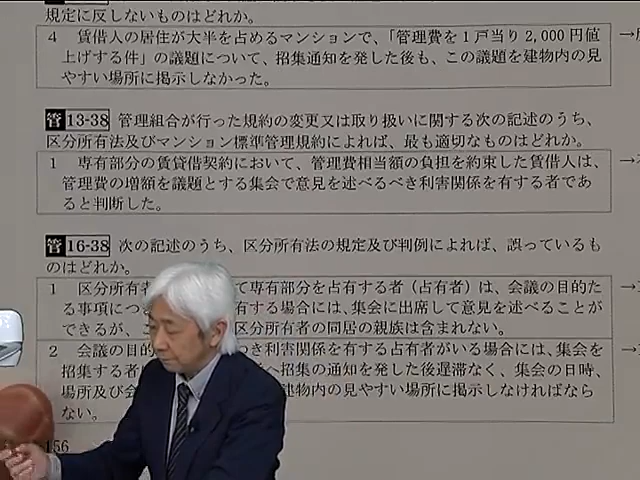 規定に反しないものはどれか。
4 賃借人の居住が大半を占めるマンションで、「管理費を1戸当り2,000円値
上げする件」の議題について、招集通知を発した後も、この議題を建物内の見
やすい場所に掲示しなかった。
管 13-38 管理組合が行った規約の変更又は取り扱いに関する次の記述のうち、
区分所有法及びマンション標準管理規約によれば、最も適切なものはどれか。
1 専有部分の賃貸借契約において、管理費相当額の負担を約束した賃借人は、
管理費の増額を議題とする集会で意見を述べるべき利害関係を有する者であ
ると判断した。
管 16-38 次の記述のうち、区分所有法の規定及び判例によれば、誤っているも
のはどれか。
1 区分所有者 て専有部分を占有する者（占有者）は、会議の目的た
る事項につ 有する場合には、集会に出席して意見を述べることが
できるが、 区分所有者の同居の親族は含まれない。
2 会議の目的 き利害関係を有する占有者がいる場合には、集会を
招集する者 へ招集の通知を発した後遅滞なく、集会の日時、
場所及び会 建物内の見やすい場所に掲示しなければなら
ない。
156